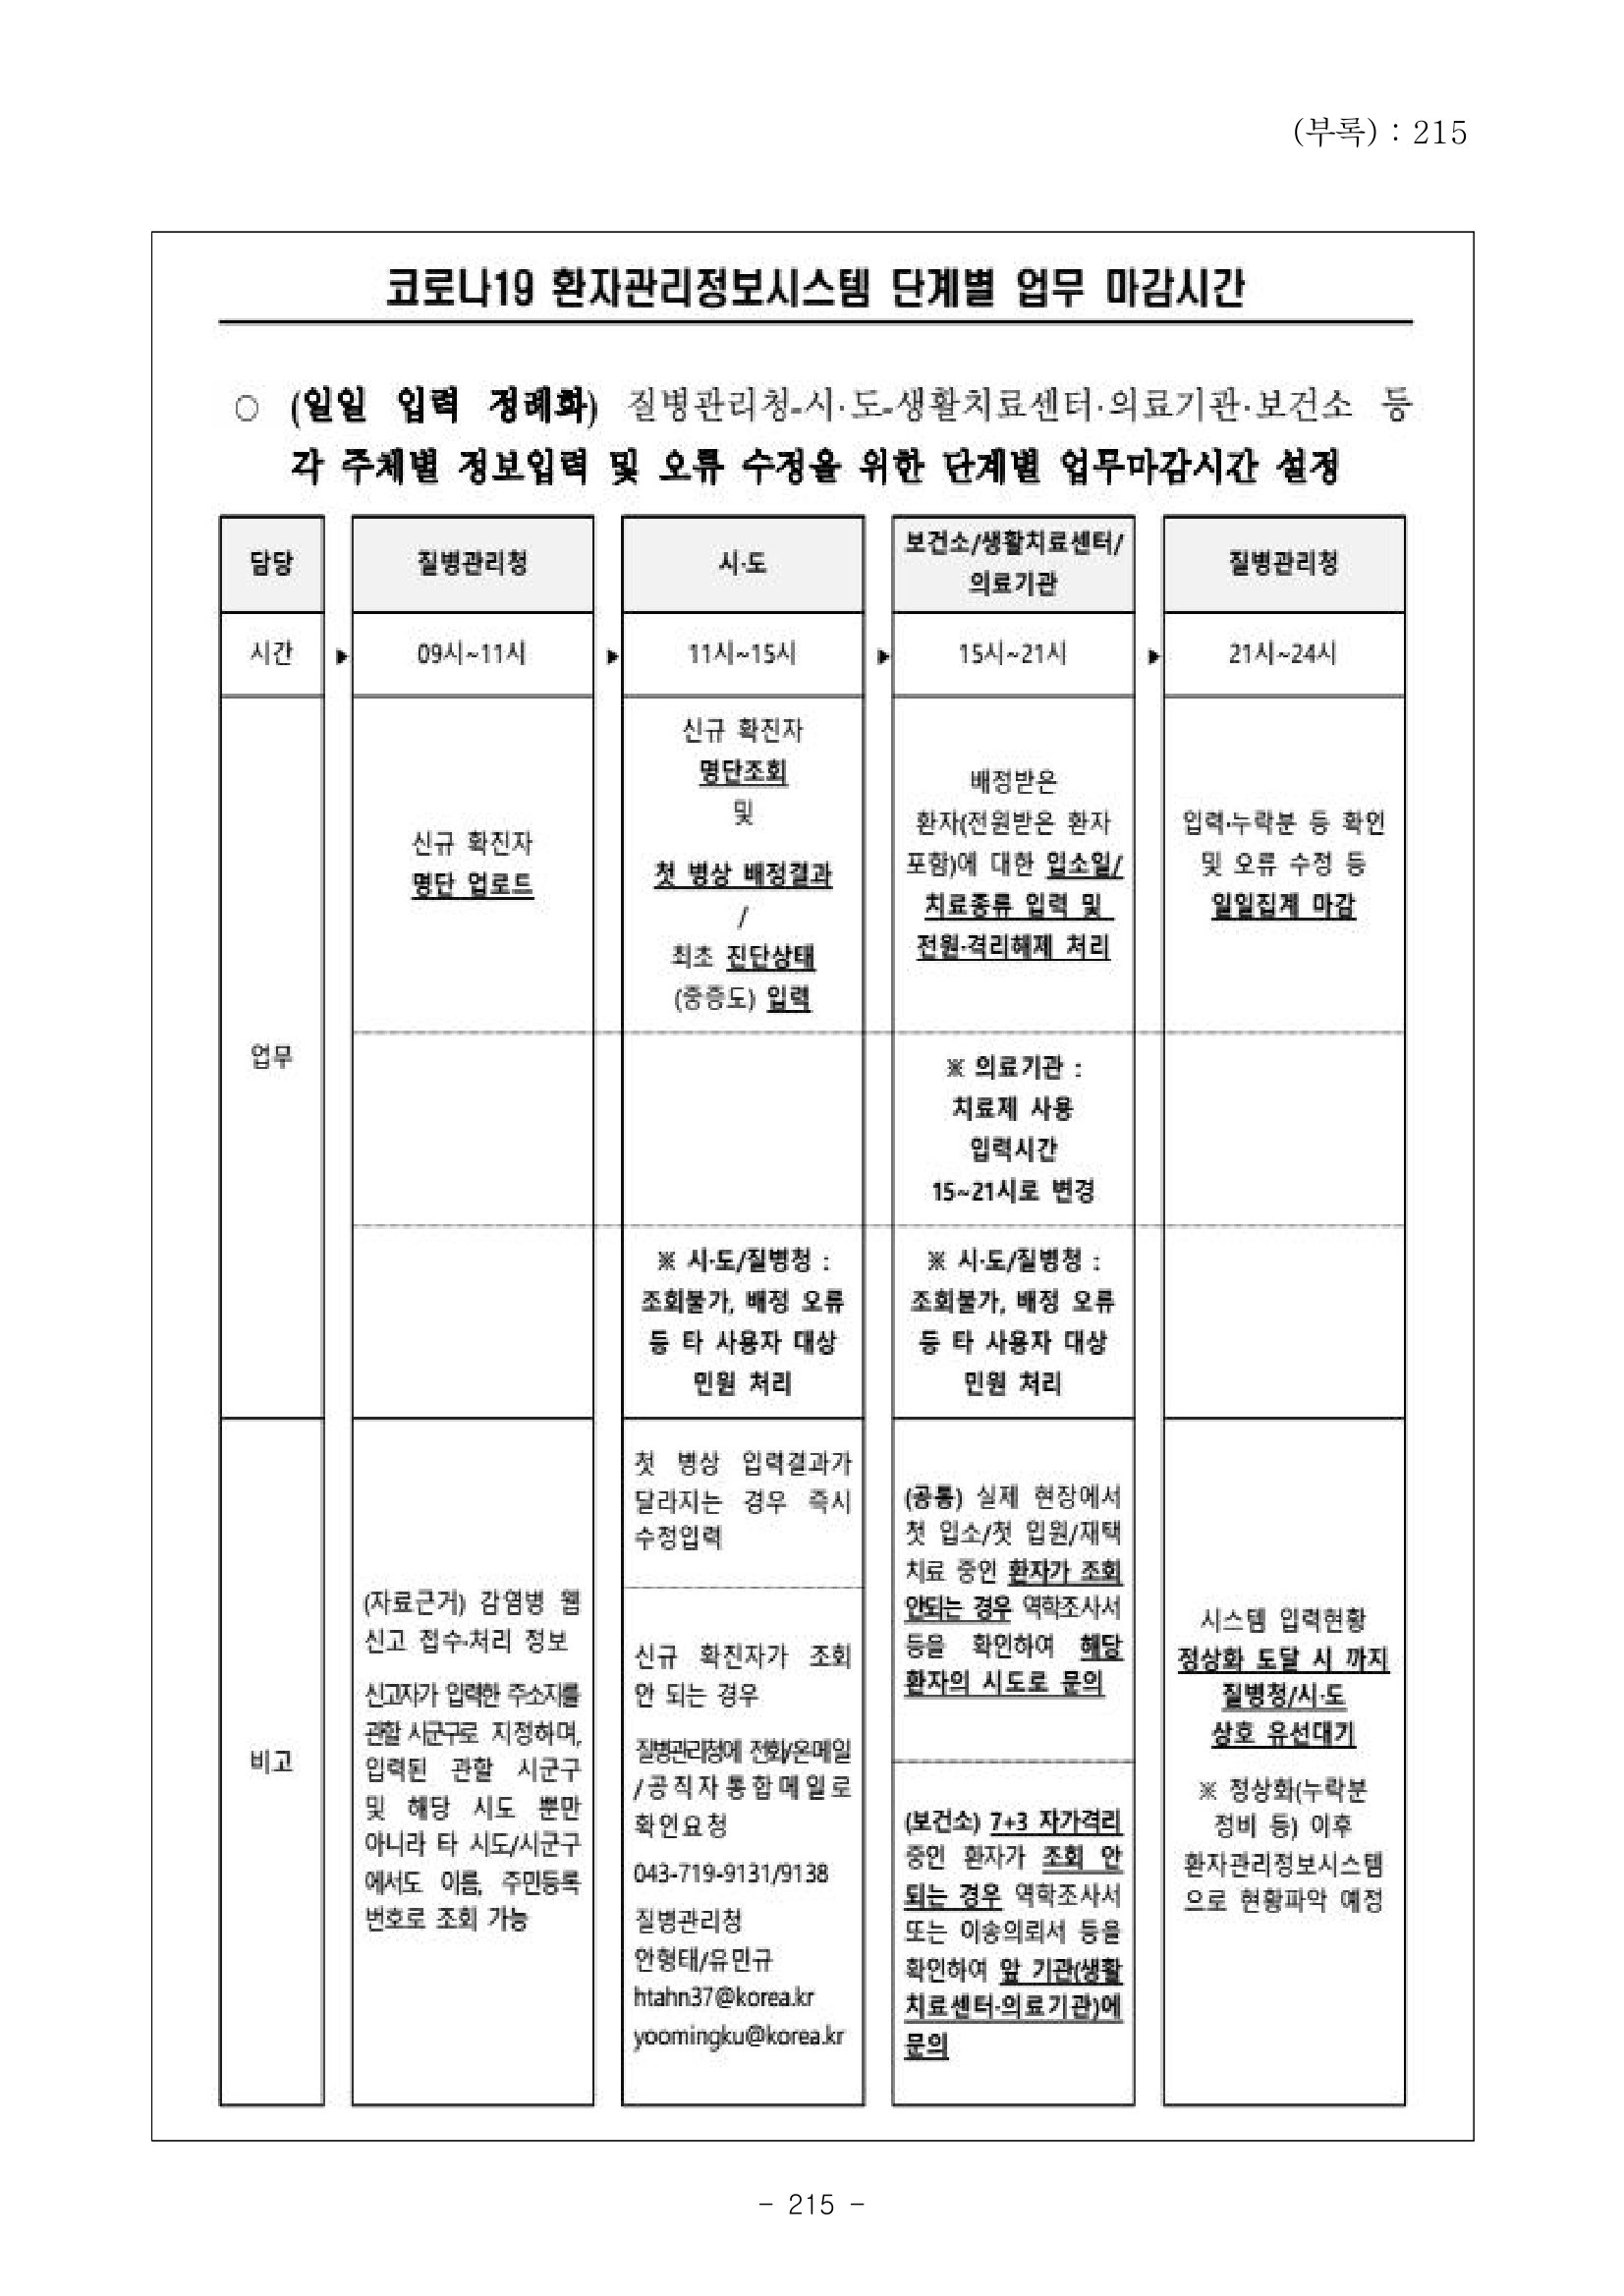 (부록) : 215
코로나19 환자관리정보시스템 단계별 업무 마감시간
○ (일일 입력 정례화) 질병관리청-시·도-생활치료센터·의료기관·보건소 등
각 주체별 정보입력 및 오류 수정을 위한 단계별 업무마감시간 설정
담당
질병관리청
시·도
보건소/생활치료센터/
의료기관
질병관리청
시간
▶
09시~11시
▶
11시~15시
▶
15시~21시
▶
21시~24시
업무
신규 확진자
명단 업로드
신규 확진자
명단조회
및
첫 병상 배정결과
/
최초 진단상태
(중증도) 입력
배정받은
환자(전원받은 환자
포함)에 대한 입소일/
치료종류 입력 및
전원·격리해제 처리
입력·누락분 등 확인
및 오류 수정 등
일일집계 마감
※ 의료기관 :
치료제 사용
입력시간
15~21시로 변경
※ 시·도/질병청 :
조회불가, 배정 오류
등 타 사용자 대상
민원 처리
※ 시·도/질병청 :
조회불가, 배정 오류
등 타 사용자 대상
민원 처리
비고
(자료근거) 감염병 웹
신고 접수·처리 정보
신고자가 입력한 주소지를
관할 시군구로 지정하며,
입력된 관할 시군구
및 해당 시도 뿐만
아니라 타 시도/시군구
에서도 이름, 주민등록
번호로 조회 가능
첫 병상 입력결과가
달라지는 경우 즉시
수정입력
신규 확진자가 조회
안 되는 경우
질병관리청에 전화/온메일
/공직자통합메일로
확인요청
043-719-9131/9138
질병관리청
안형태/유민규
htahn37@korea.kr
yoomingku@korea.kr
(공통) 실제 현장에서
첫 입소/첫 입원/재택
치료 중인 환자가 조회
안되는 경우 역학조사서
등을 확인하여 해당
환자의 시도로 문의
(보건소) 7+3 자가격리
중인 환자가 조회 안
되는 경우 역학조사서
또는 이송의뢰서 등을
확인하여 앞 기관(생활
치료센터·의료기관)에
문의
시스템 입력현황
정상화 도달 시 까지
질병청/시·도
상호 유선대기
※ 정상화(누락분
정비 등) 이후
환자관리정보시스템
으로 현황파악 예정
- 215 -